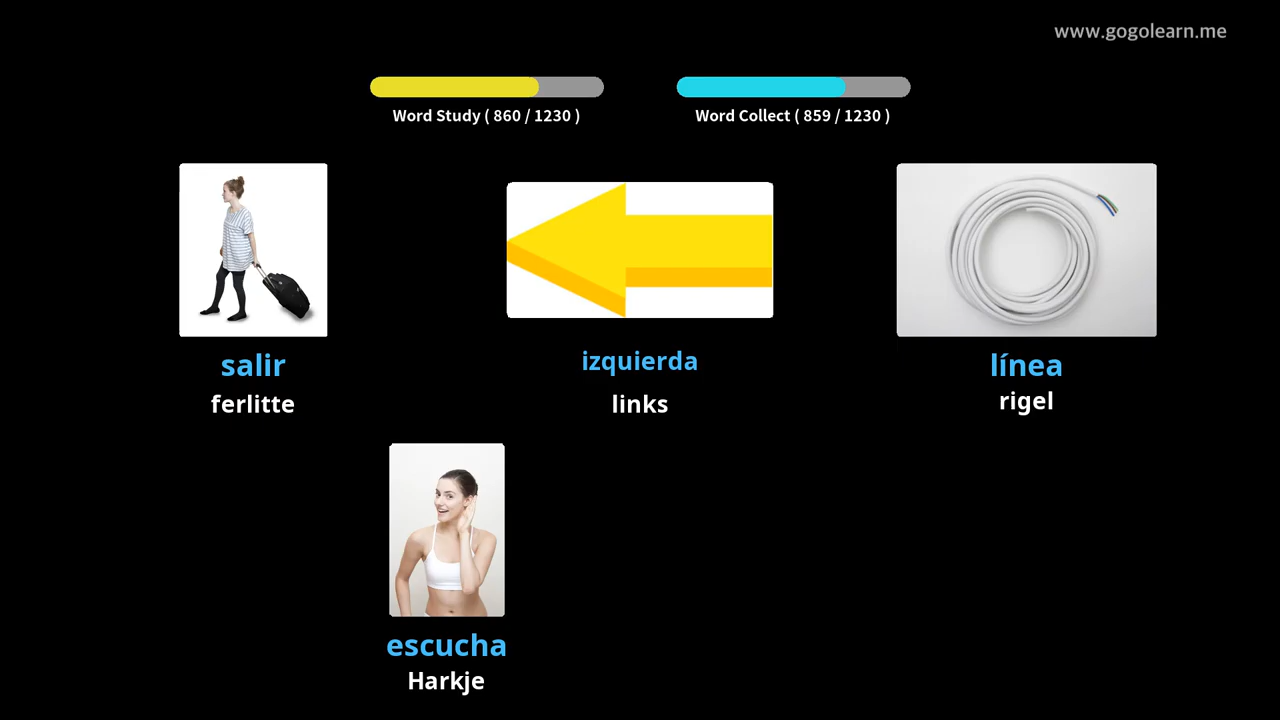 www.gogolearn.me
Word Study ( 860 / 1230 )
Word Collect ( 859 / 1230 )
salir
izquierda
línea
ferlitte
links
rigel
escucha
Harkje